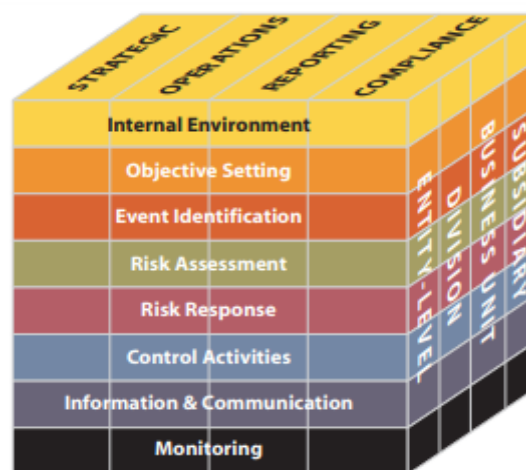 STRATEGIC
OPERATIONS
REPORTING
COMPLIANCE
Internal Environment
Objective Setting
Event Identification
Risk Assessment
Risk Response
Control Activities
Information & Communication
Monitoring
ENTITY-LEVEL
DIVISION
BUSINESS UNIT
SUBSIDIARY